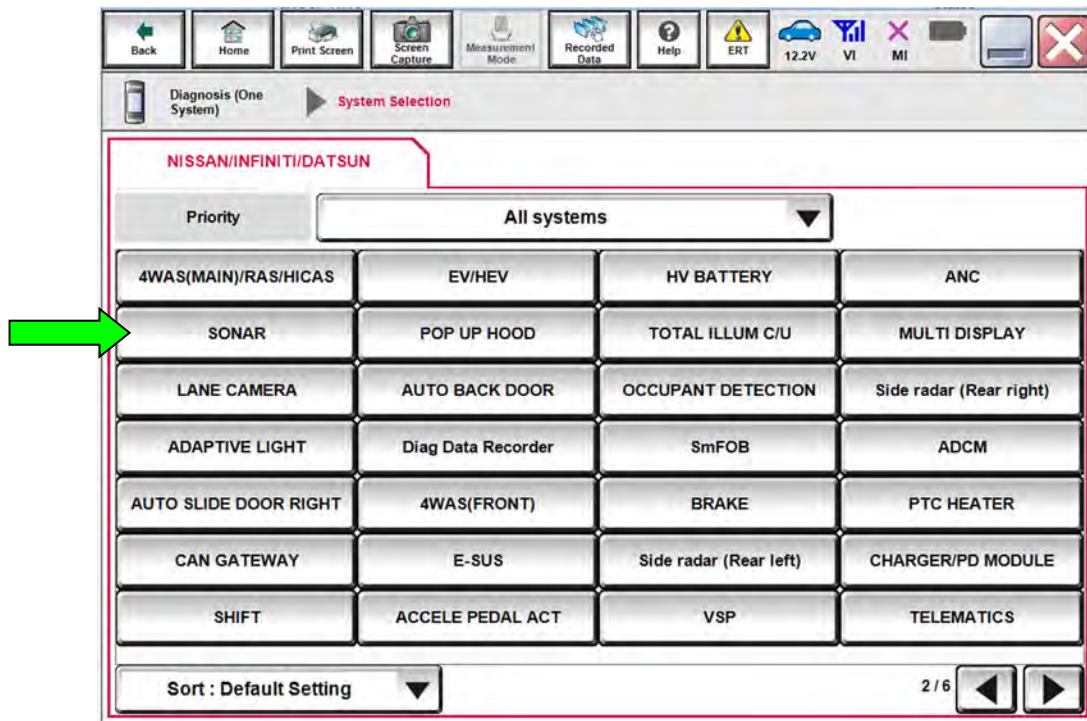 Back
Home
Print Screen
Screen
Capture
Measurement
Mode
Recorded
Data
Help
ERT
12.2V
VI
MI
Diagnosis (One
System)
System Selection
NISSAN/INFINITI/DATSUN
Priority
All systems
4WAS(MAIN)/RAS/HICAS
EV/HEV
HV BATTERY
ANC
SONAR
POP UP HOOD
TOTAL ILLUM C/U
MULTI DISPLAY
LANE CAMERA
AUTO BACK DOOR
OCCUPANT DETECTION
Side radar (Rear right)
ADAPTIVE LIGHT
Diag Data Recorder
SmFOB
ADCM
AUTO SLIDE DOOR RIGHT
4WAS(FRONT)
BRAKE
PTC HEATER
CAN GATEWAY
E-SUS
Side radar (Rear left)
CHARGER/PD MODULE
SHIFT
ACCELE PEDAL ACT
VSP
TELEMATICS
Sort : Default Setting
2 / 6